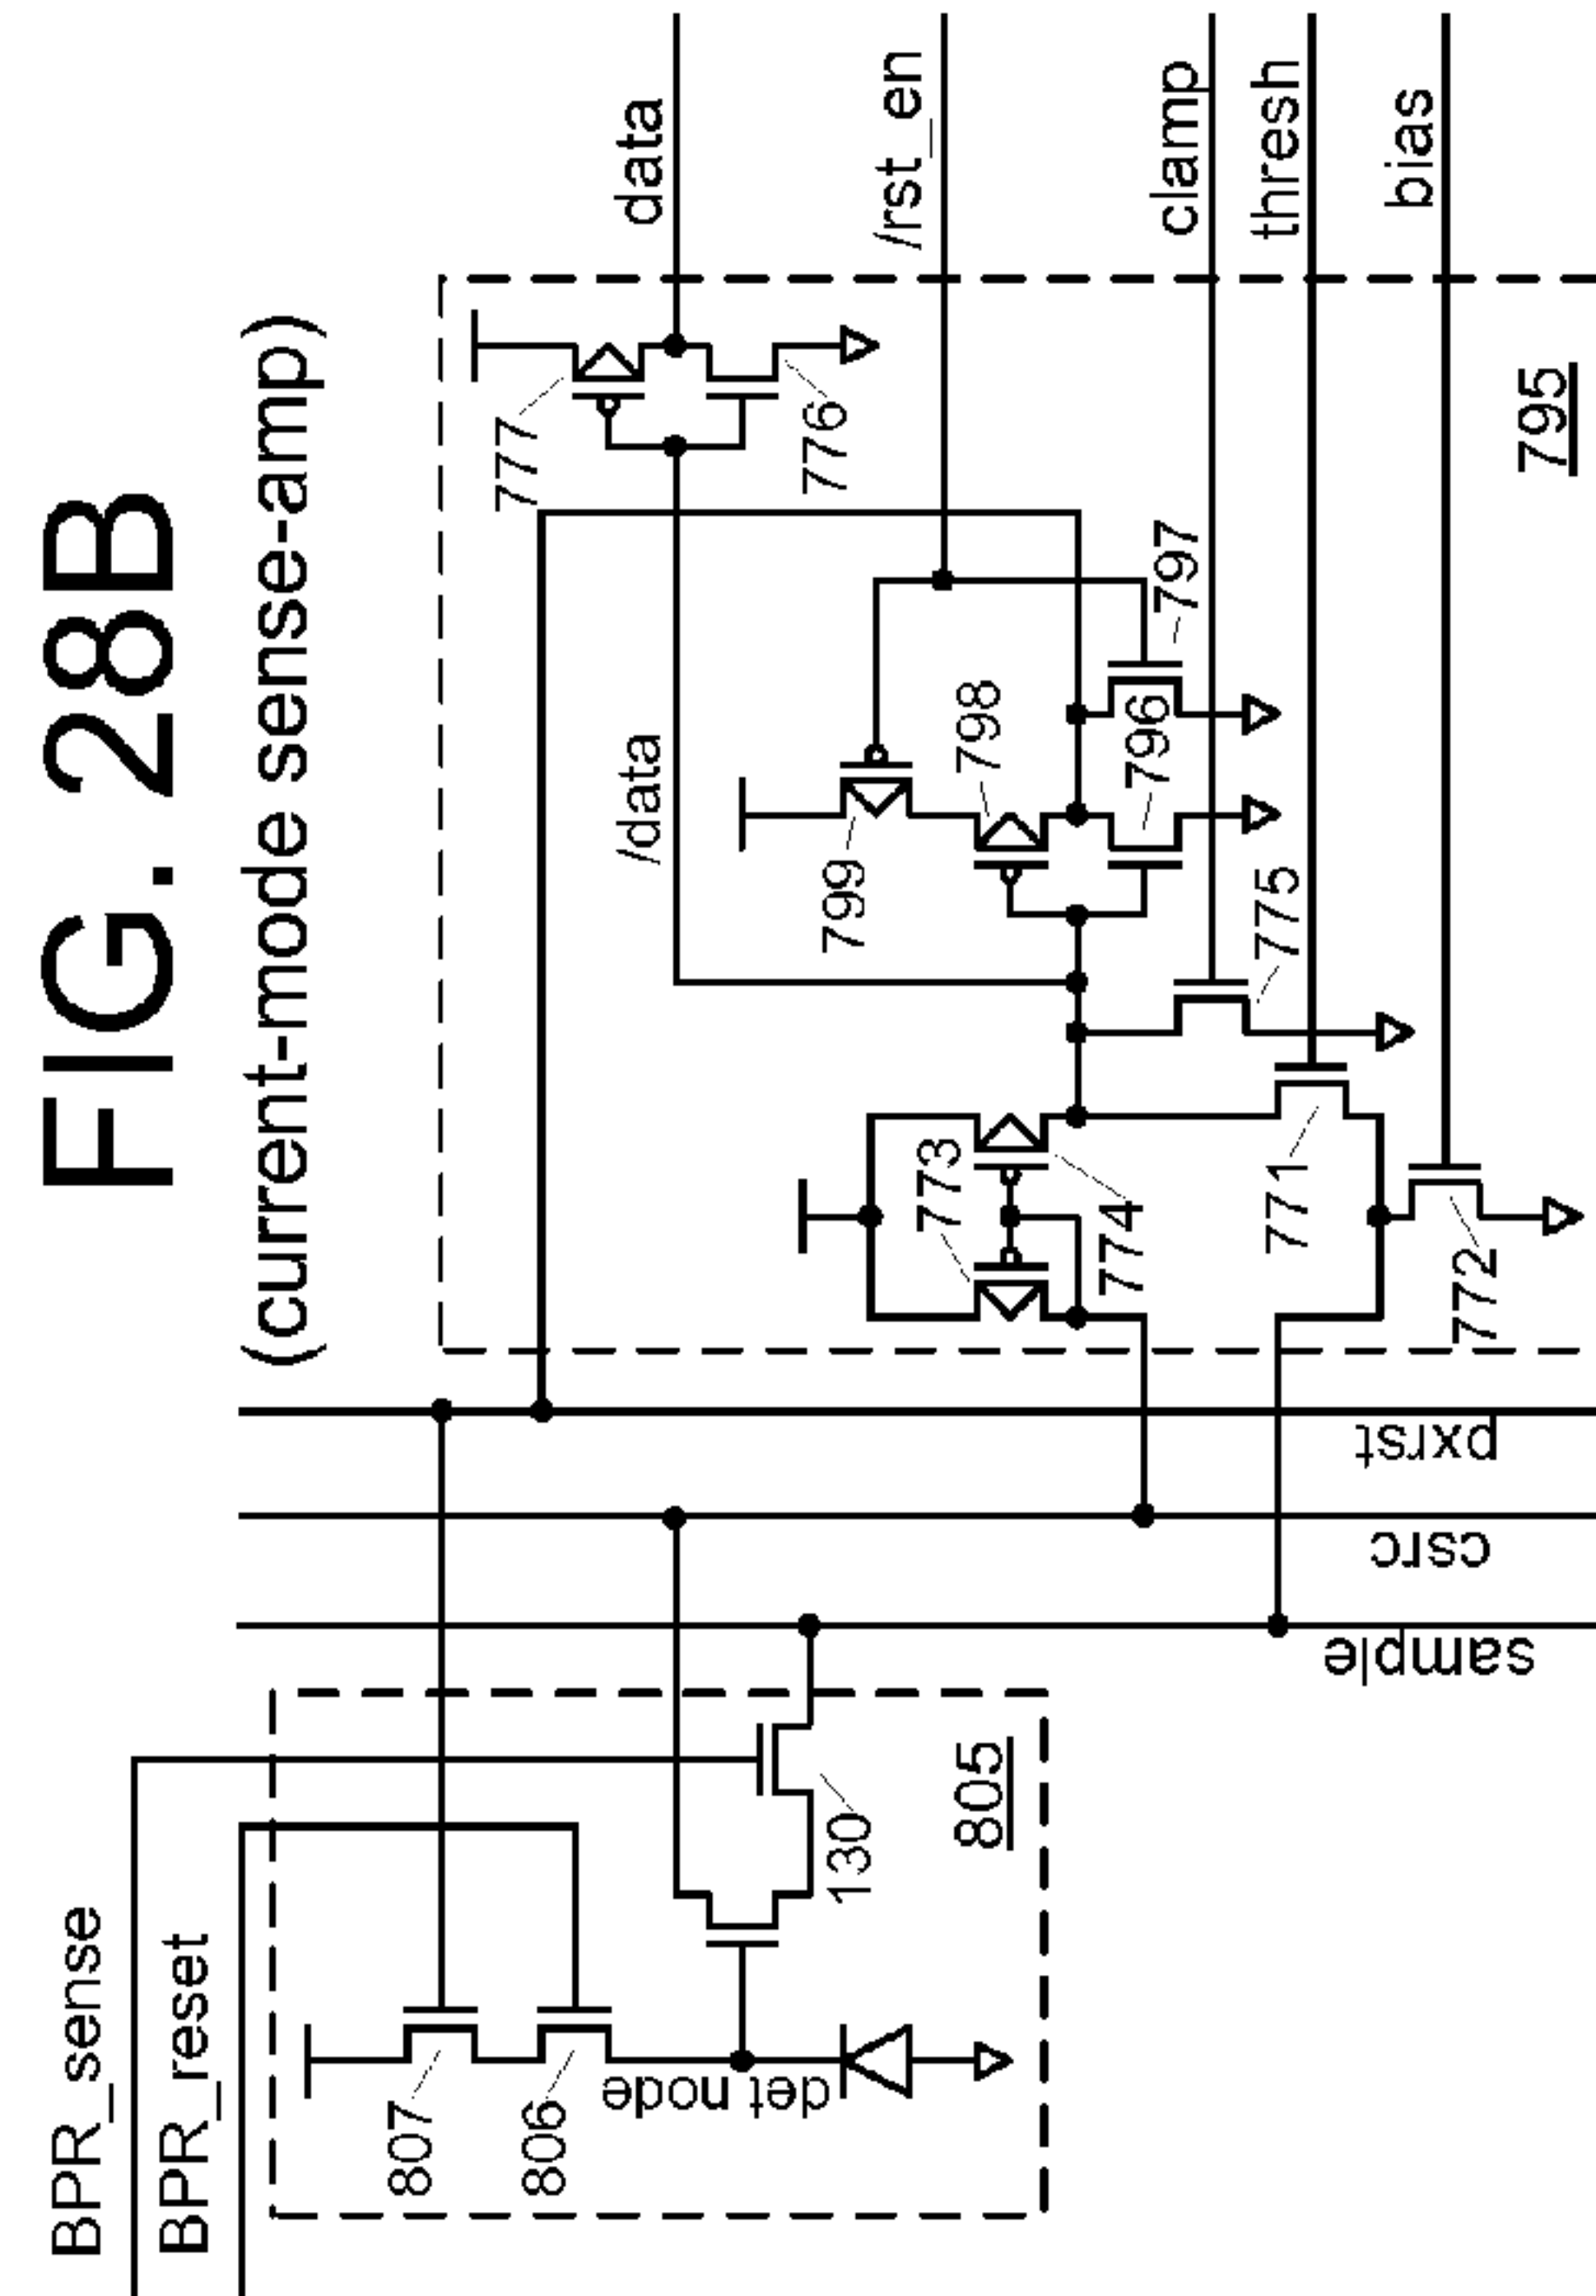 FIG. 28B
(current-mode sense-amp)
BPR_sense
BPR_reset
807
806
det node
130
805
sample
csrc
pxrst
773
774
771
772
775
799
798
796
797
/data
777
776
795
data
/rst_en
clamp
thresh
bias